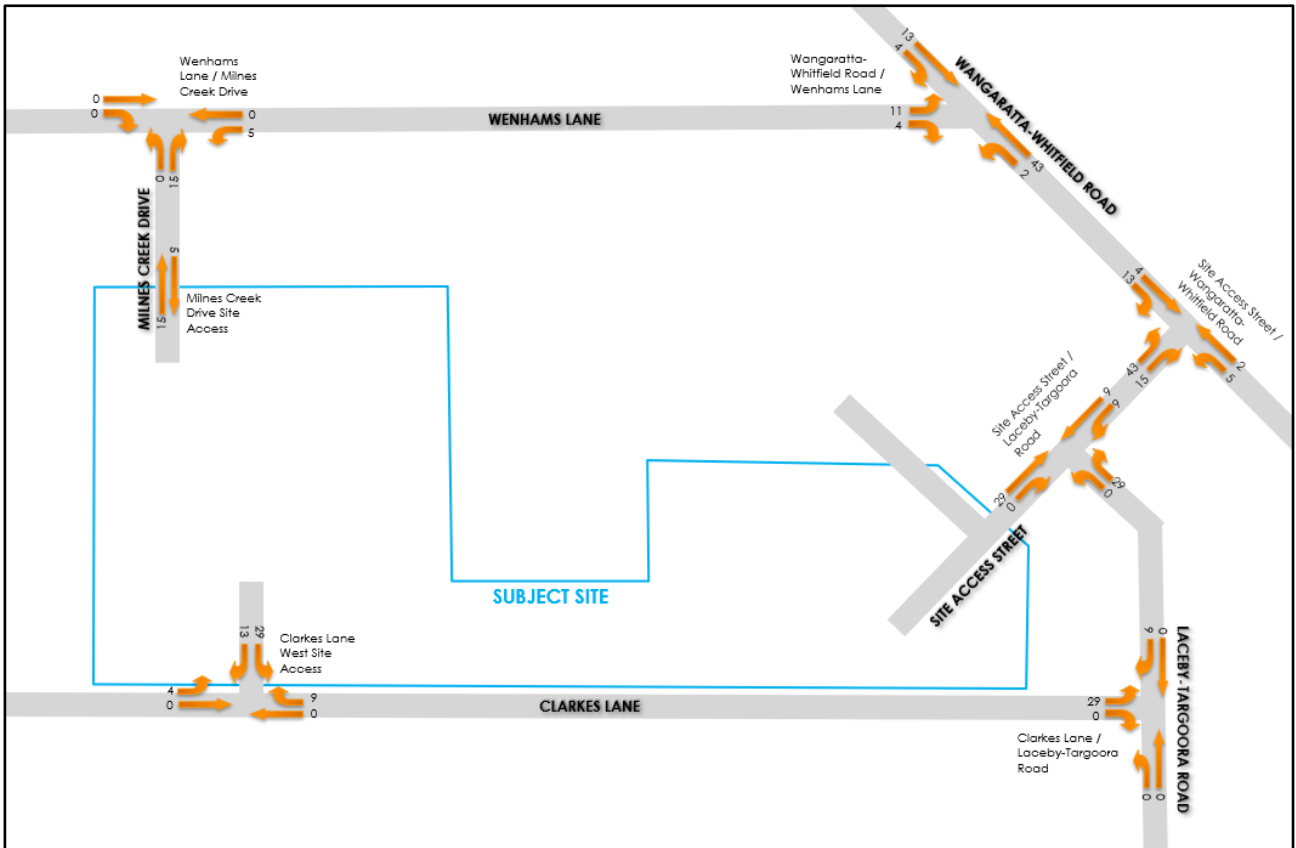 13
4
WANGARATTA-WHITFIELD ROAD
Wangaratta-
Whitfield Road /
Wenhams Lane
11
4
43
2
Wenhams
Lane / Milnes
Creek Drive
0
0
0
5
WENHAMS LANE
0
15
MILNES CREEK DRIVE
5
15
Milnes Creek
Drive Site
Access
4
13
Site Access Street /
Wangaratta-
Whitfield Road
2
5
43
15
Site Access Street /
Laceby-Targoora
Road
9
9
29
0
29
0
SITE ACCESS STREET
SUBJECT SITE
13
29
Clarkes Lane
West Site
Access
4
0
9
0
CLARKES LANE
9
0
LACEBY-TARGOORA ROAD
29
0
Clarkes Lane /
Laceby-Targoora
Road
0
0